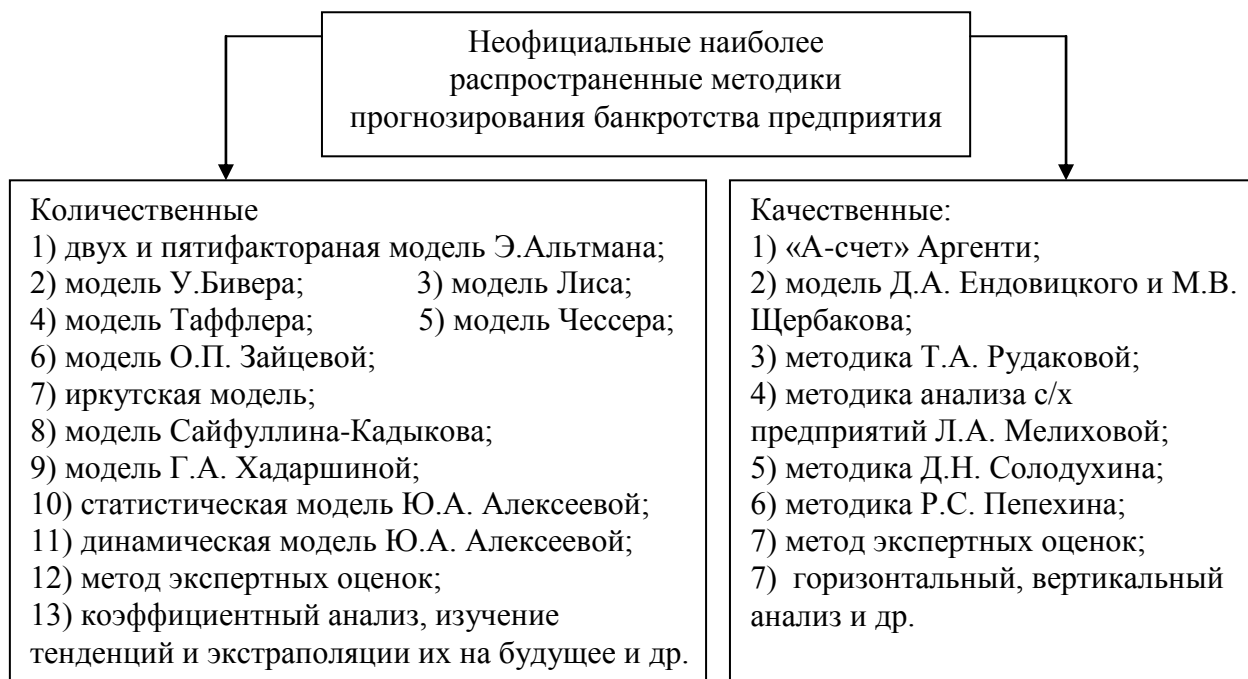 Неофициальные наиболее
распространенные методики
прогнозирования банкротства предприятия
Количественные
1) двух и пятифактораная модель Э.Альтмана;
2) модель У.Бивера; 3) модель Лиса;
4) модель Таффлера; 5) модель Чессера;
6) модель О.П. Зайцевой;
7) иркутская модель;
8) модель Сайфуллина-Кадыкова;
9) модель Г.А. Хадаршиной;
10) статистическая модель Ю.А. Алексеевой;
11) динамическая модель Ю.А. Алексеевой;
12) метод экспертных оценок;
13) коэффициентный анализ, изучение
тенденций и экстраполяции их на будущее и др.
Качественные:
1) «А-счет» Аргенти;
2) модель Д.А. Ендовицкого и М.В.
Щербакова;
3) методика Т.А. Рудаковой;
4) методика анализа с/х
предприятий Л.А. Мелиховой;
5) методика Д.Н. Солодухина;
6) методика Р.С. Пепехина;
7) метод экспертных оценок;
7) горизонтальный, вертикальный
анализ и др.